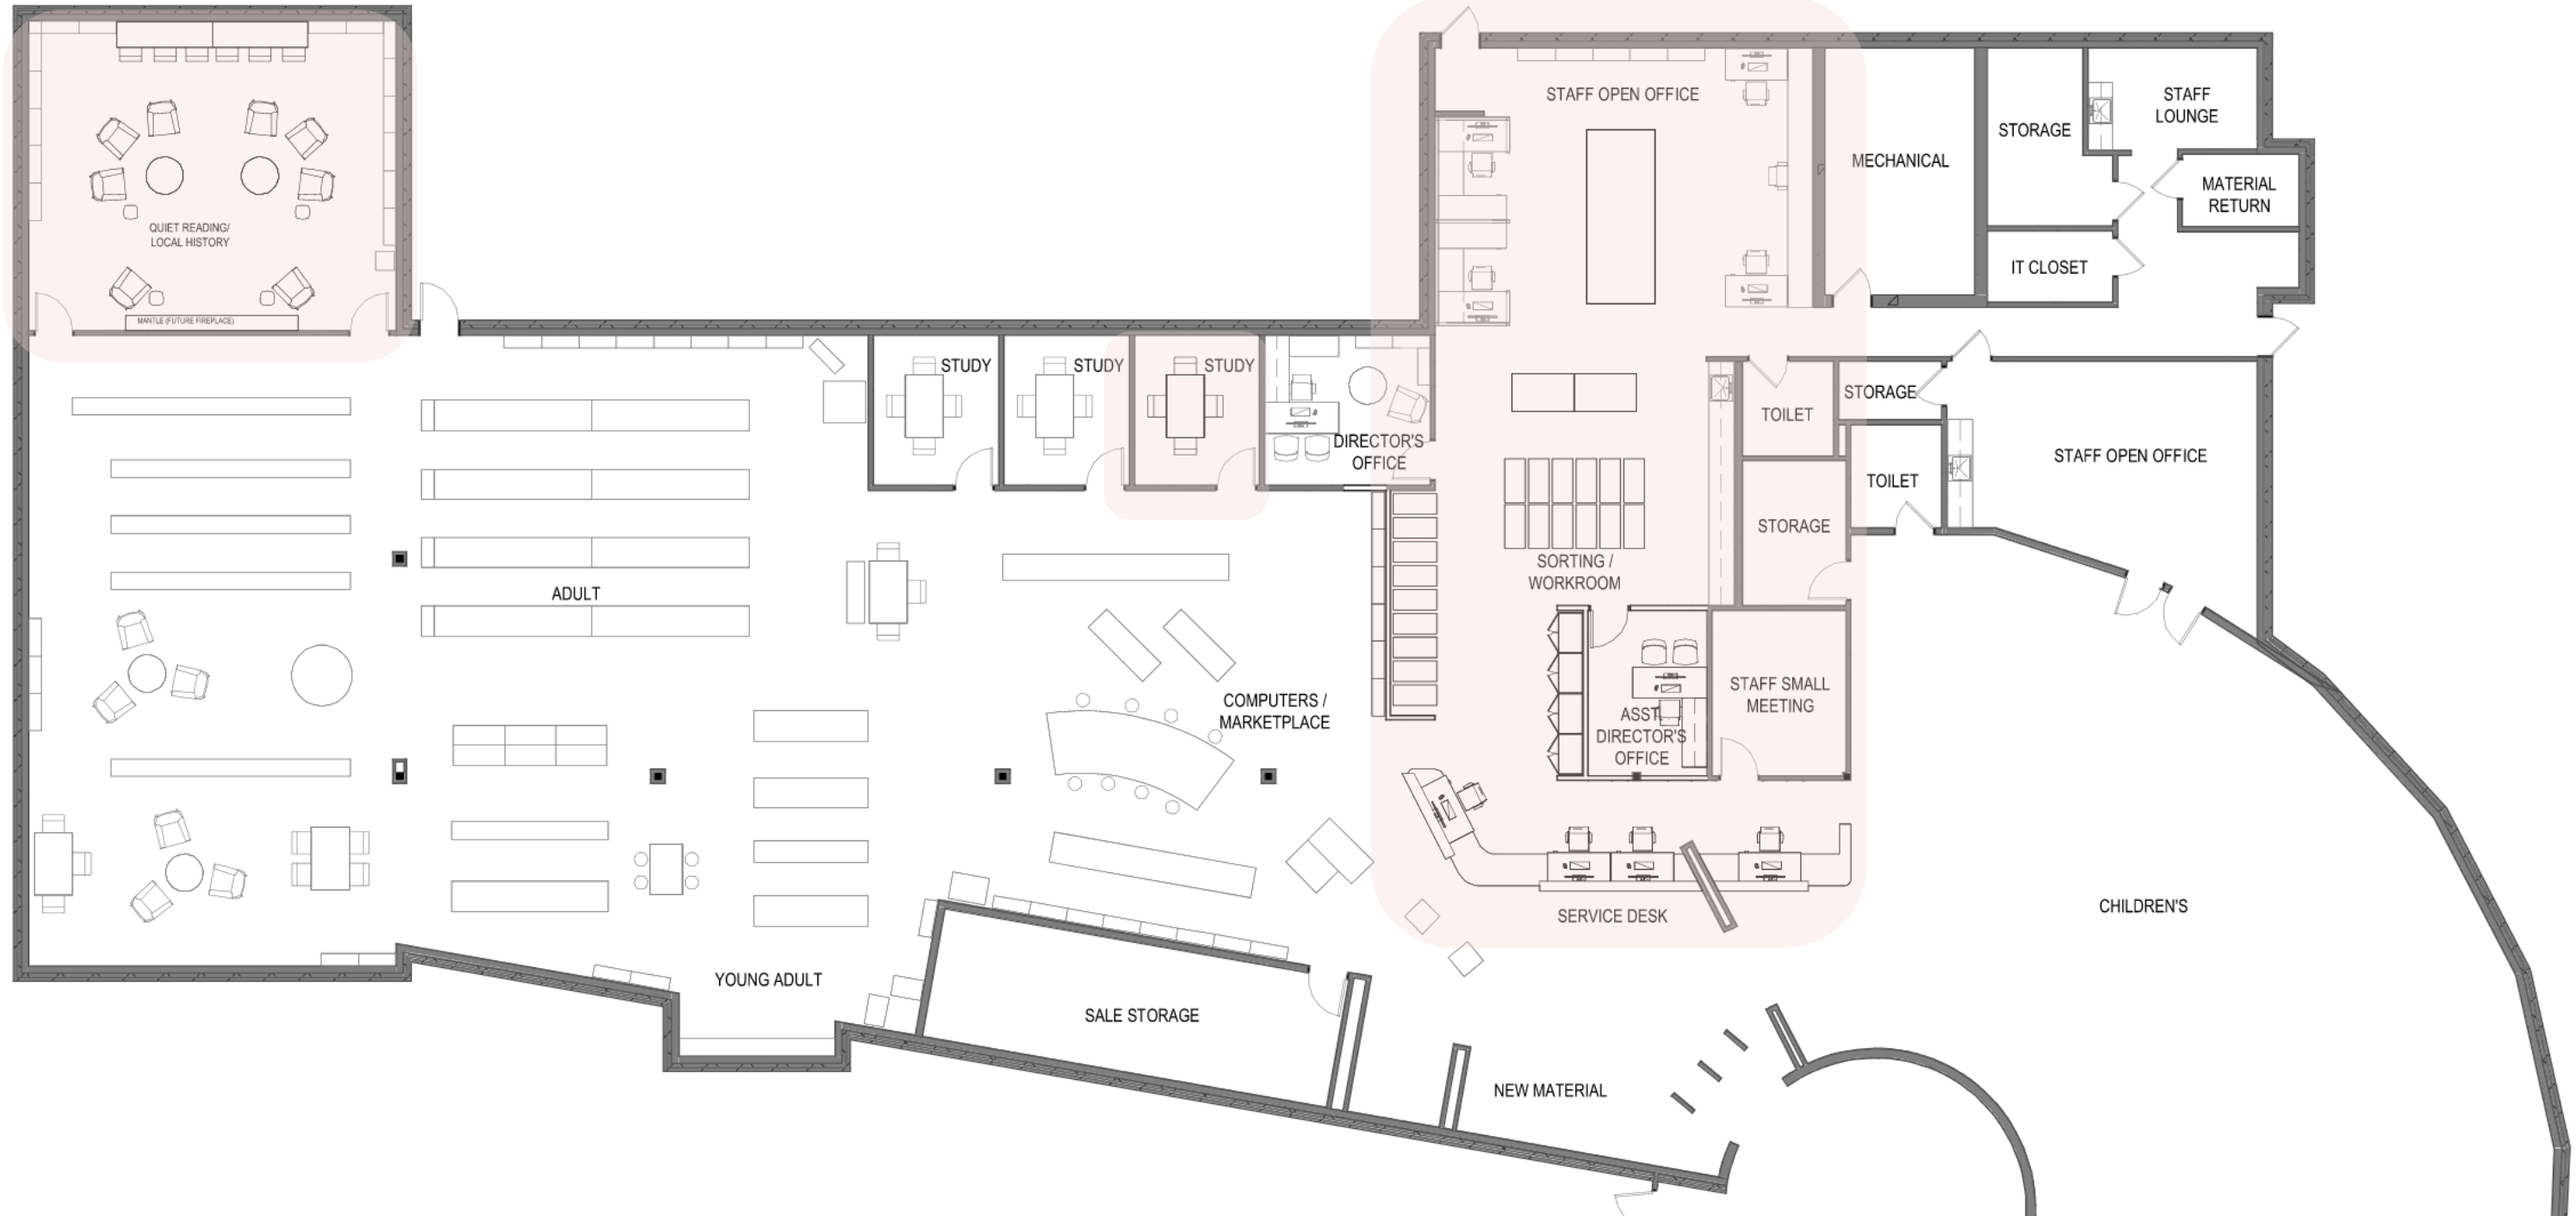 STAFF OPEN OFFICE
STAFF
LOUNGE
STORAGE
MECHANICAL
MATERIAL
RETURN
QUIET READING/
LOCAL HISTORY
IT CLOSET
MANTLE (FUTURE FIREPLACE)
STUDY
STUDY
STUDY
STORAGE
TOILET
DIRECTOR'S
OFFICE
STAFF OPEN OFFICE
TOILET
STORAGE
SORTING /
WORKROOM
ADULT
STAFF SMALL
MEETING
COMPUTERS /
MARKETPLACE
ASST.
DIRECTOR'S
OFFICE
CHILDREN'S
SERVICE DESK
YOUNG ADULT
SALE STORAGE
NEW MATERIAL